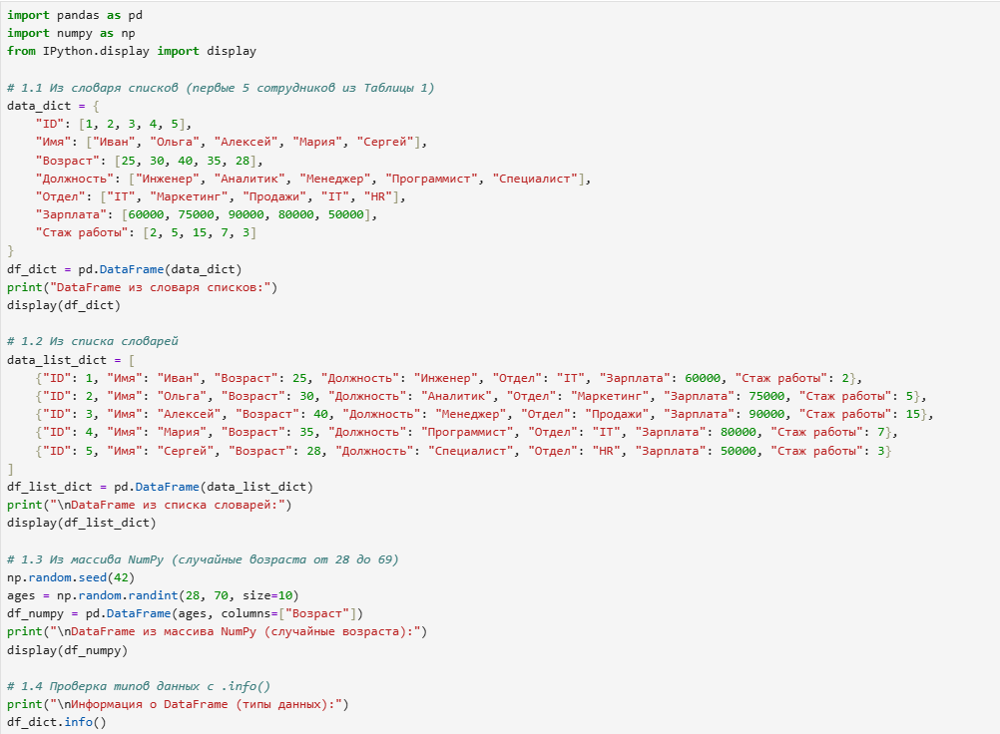 import pandas as pd
import numpy as np
from IPython.display import display

# 1.1 Из словаря списков (первые 5 сотрудников из Таблицы 1)
data_dict = {
    "ID": [1, 2, 3, 4, 5],
    "Имя": ["Иван", "Ольга", "Алексей", "Мария", "Сергей"],
    "Возраст": [25, 30, 40, 35, 28],
    "Должность": ["Инженер", "Аналитик", "Менеджер", "Программист", "Специалист"],
    "Отдел": ["IT", "Маркетинг", "Продажи", "IT", "HR"],
    "Зарплата": [60000, 75000, 90000, 80000, 50000],
    "Стаж работы": [2, 5, 15, 7, 3]
}
df_dict = pd.DataFrame(data_dict)
print("DataFrame из словаря списков:")
display(df_dict)

# 1.2 Из списка словарей
data_list_dict = [
    {"ID": 1, "Имя": "Иван", "Возраст": 25, "Должность": "Инженер", "Отдел": "IT", "Зарплата": 60000, "Стаж работы": 2},
    {"ID": 2, "Имя": "Ольга", "Возраст": 30, "Должность": "Аналитик", "Отдел": "Маркетинг", "Зарплата": 75000, "Стаж работы": 5},
    {"ID": 3, "Имя": "Алексей", "Возраст": 40, "Должность": "Менеджер", "Отдел": "Продажи", "Зарплата": 90000, "Стаж работы": 15},
    {"ID": 4, "Имя": "Мария", "Возраст": 35, "Должность": "Программист", "Отдел": "IT", "Зарплата": 80000, "Стаж работы": 7},
    {"ID": 5, "Имя": "Сергей", "Возраст": 28, "Должность": "Специалист", "Отдел": "HR", "Зарплата": 50000, "Стаж работы": 3}
]
df_list_dict = pd.DataFrame(data_list_dict)
print("\nDataFrame из списка словарей:")
display(df_list_dict)

# 1.3 Из массива NumPy (случайные возраста от 28 до 69)
np.random.seed(42)
ages = np.random.randint(28, 70, size=10)
df_numpy = pd.DataFrame(ages, columns=["Возраст"])
print("\nDataFrame из массива NumPy (случайные возраста):")
display(df_numpy)

# 1.4 Проверка типов данных с .info()
print("\nИнформация о DataFrame (типы данных):")
df_dict.info()